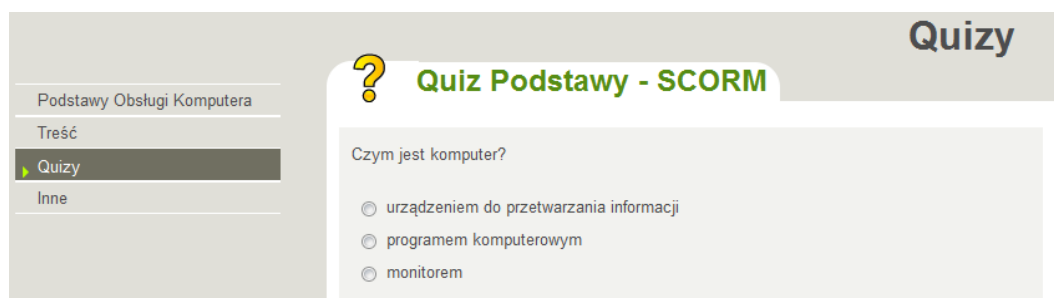 Quizy
Quiz Podstawy - SCORM
Podstawy Obsługi Komputera
Treść
Quizy
Inne
Czym jest komputer?
urządzeniem do przetwarzania informacji
programem komputerowym
monitorem